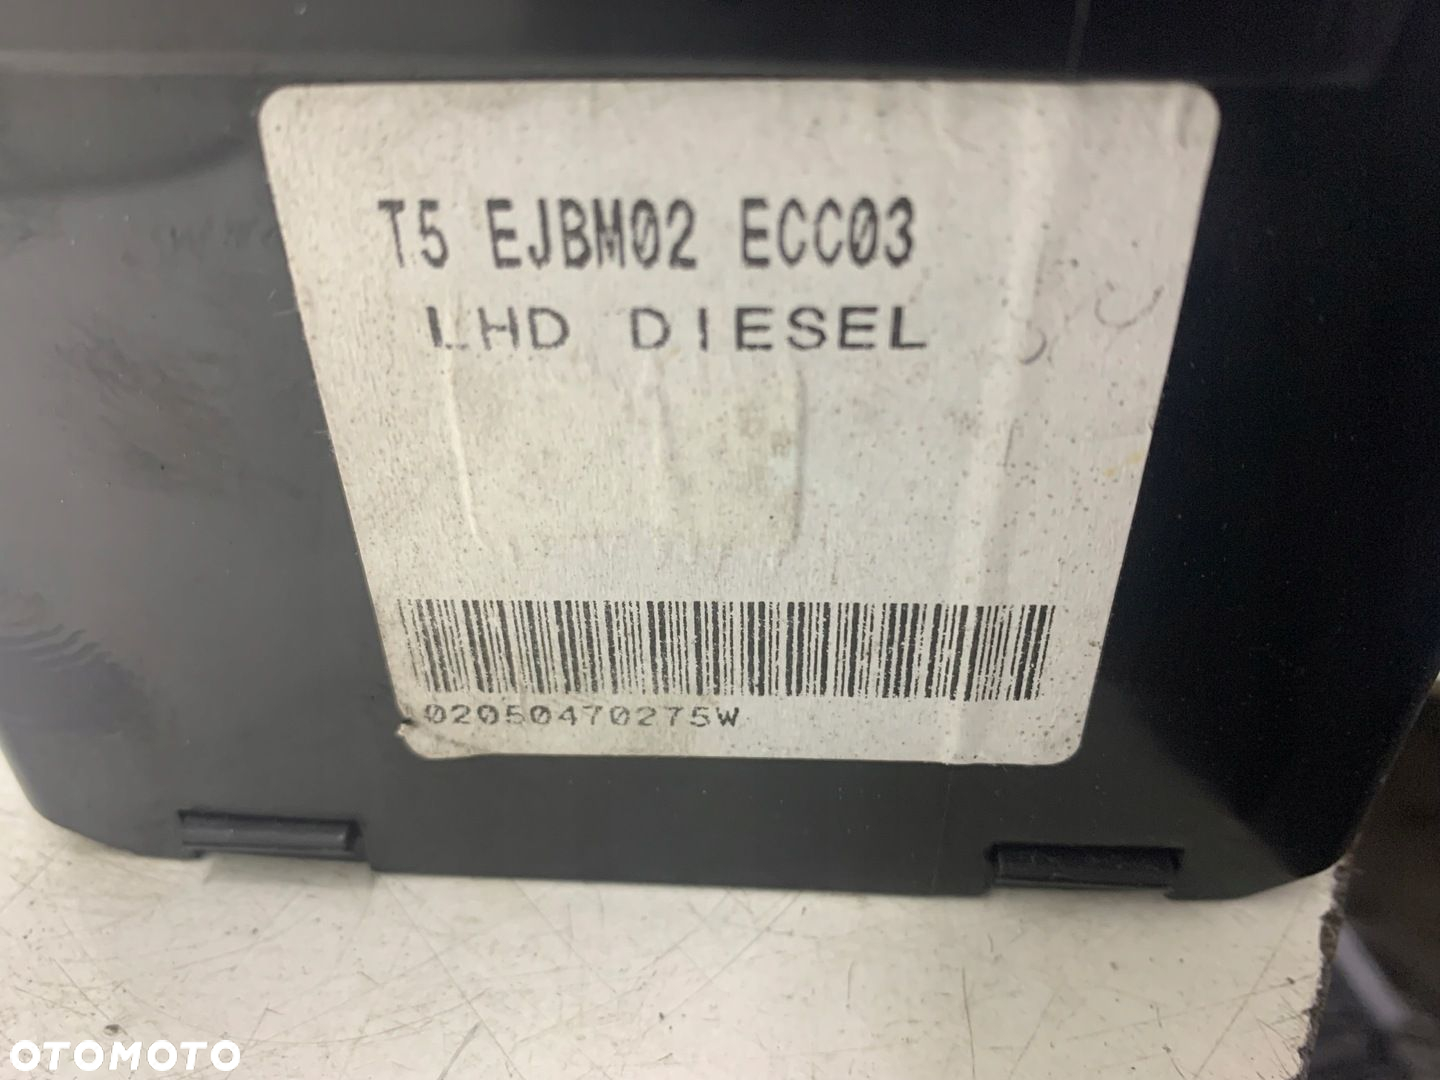 T5 EJBM02 ECC03
LHD DIESEL
02050470275W
OTOMOTO